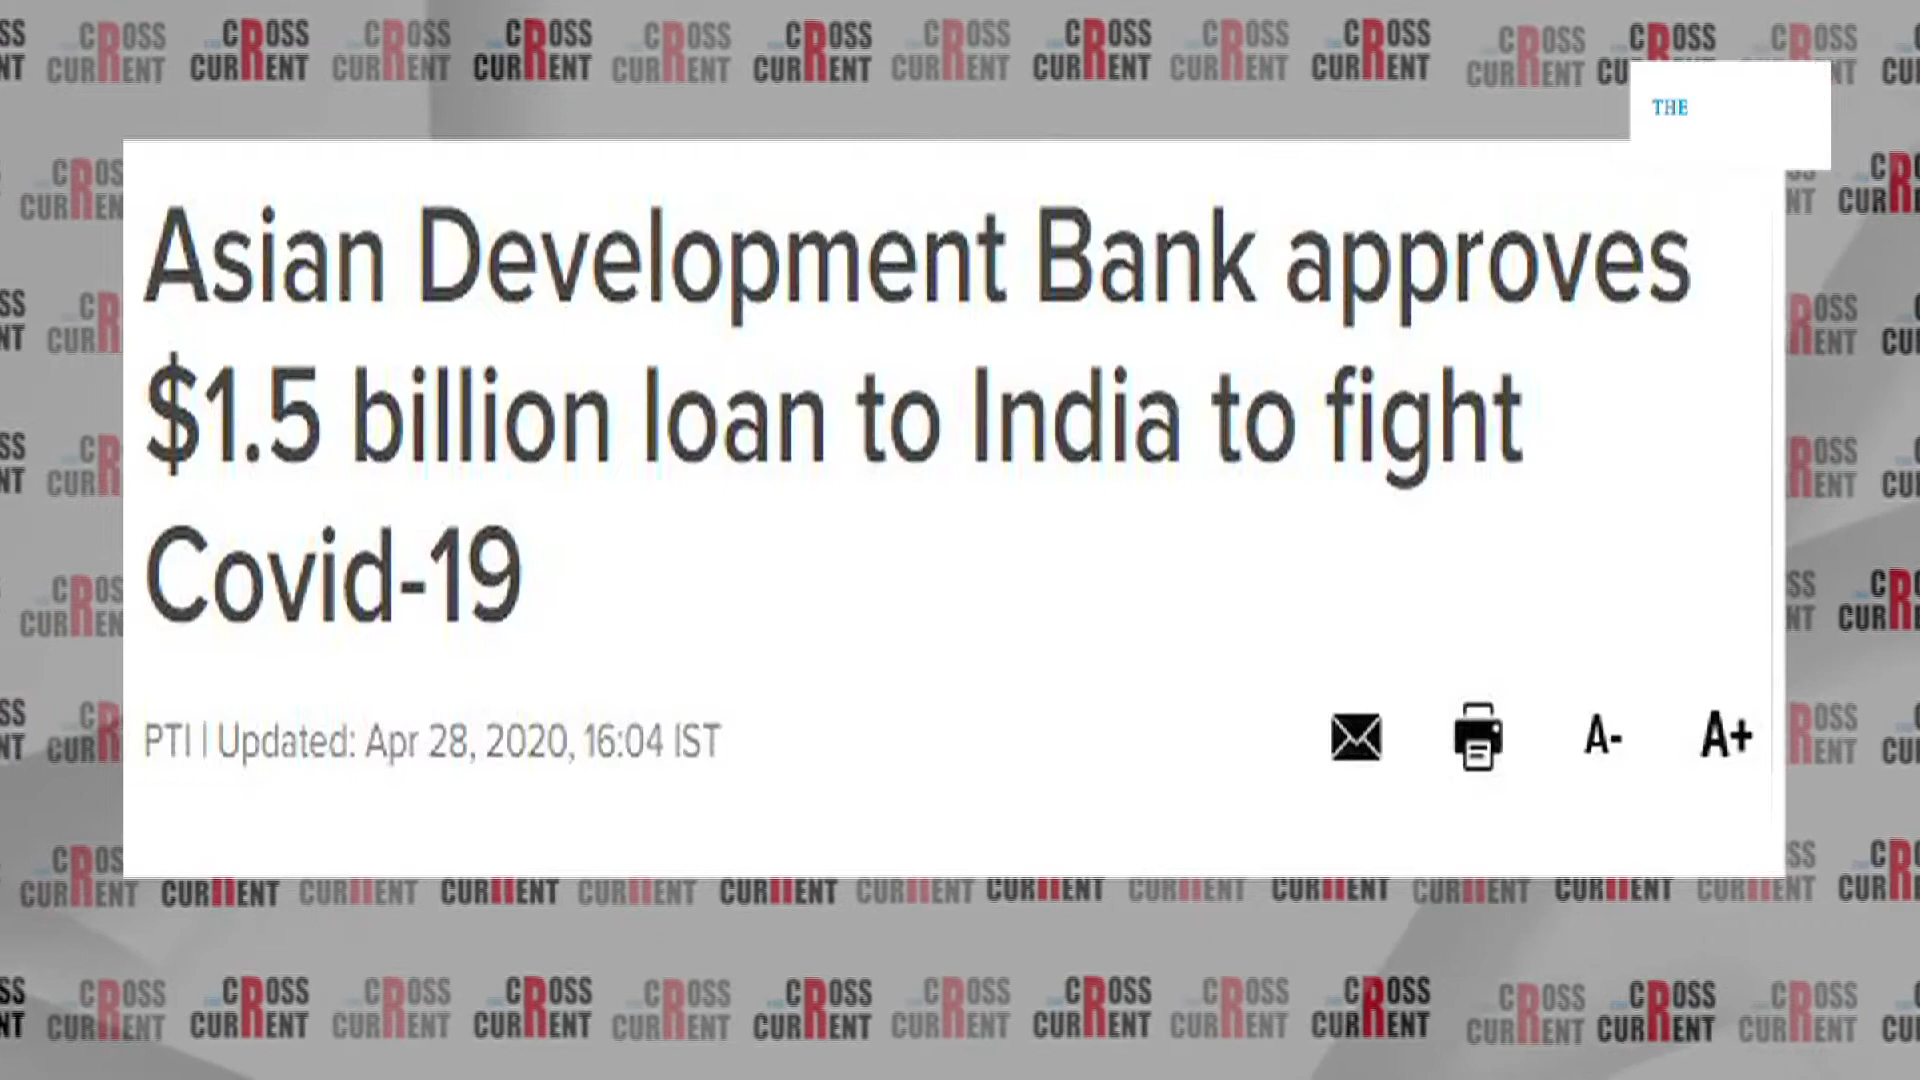 THE
Asian Development Bank approves
$1.5 billion loan to India to fight
Covid-19
PTI | Updated: Apr 28, 2020, 16:04 IST
A- A+
CROSS
CURRENT